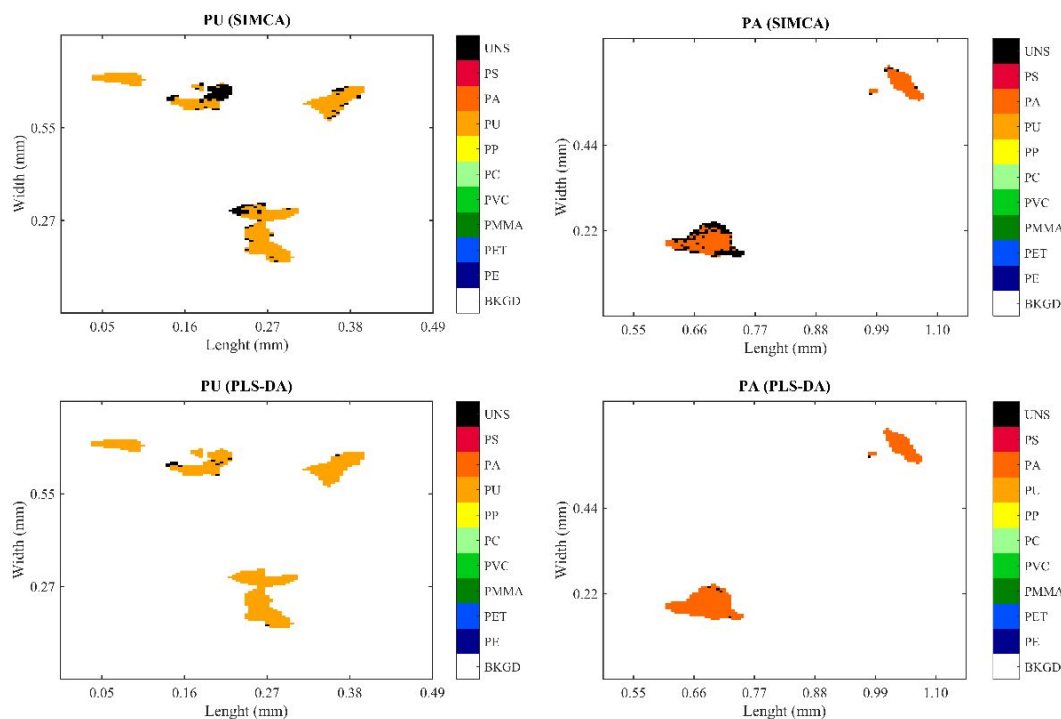 PU (SIMCA)
Width (mm)
0.55
0.27
0.05 0.16 0.27 0.38 0.49
Lenght (mm)
UNS
PS
PA
PU
PP
PC
PVC
PMMA
PET
PE
BKGD
PA (SIMCA)
Width (mm)
0.44
0.22
0.55 0.66 0.77 0.88 0.99 1.10
Lenght (mm)
UNS
PS
PA
PU
PP
PC
PVC
PMMA
PET
PE
BKGD
PU (PLS-DA)
Width (mm)
0.55
0.27
0.05 0.16 0.27 0.38 0.49
Lenght (mm)
UNS
PS
PA
PU
PP
PC
PVC
PMMA
PET
PE
BKGD
PA (PLS-DA)
Width (mm)
0.44
0.22
0.55 0.66 0.77 0.88 0.99 1.10
Lenght (mm)
UNS
PS
PA
PU
PP
PC
PVC
PMMA
PET
PE
BKGD